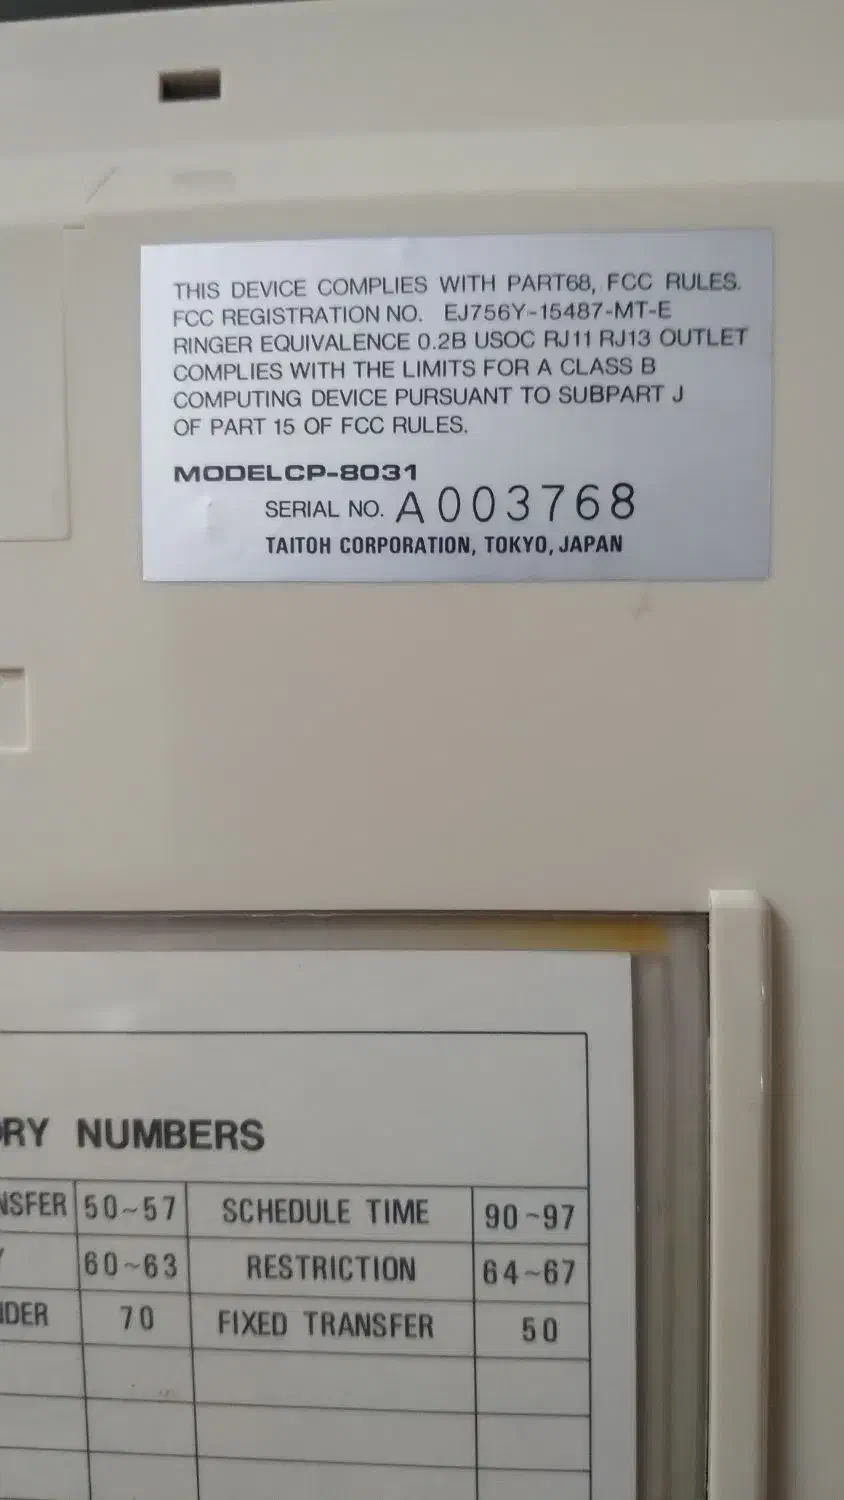 THIS DEVICE COMPLIES WITH PART68, FCC RULES.
FCC REGISTRATION NO. EJ756Y-15487-MT-E
RINGER EQUIVALENCE 0.2B USOC RJ11 RJ13 OUTLET
COMPLIES WITH THE LIMITS FOR A CLASS B
COMPUTING DEVICE PURSUANT TO SUBPART J
OF PART 15 OF FCC RULES.
MODELCP-8031
SERIAL NO. A003768
TAITOH CORPORATION, TOKYO, JAPAN
RY NUMBERS
NSFER 50~57 SCHEDULE TIME 90~97
60~63 RESTRICTION 64~67
DER 70 FIXED TRANSFER 50